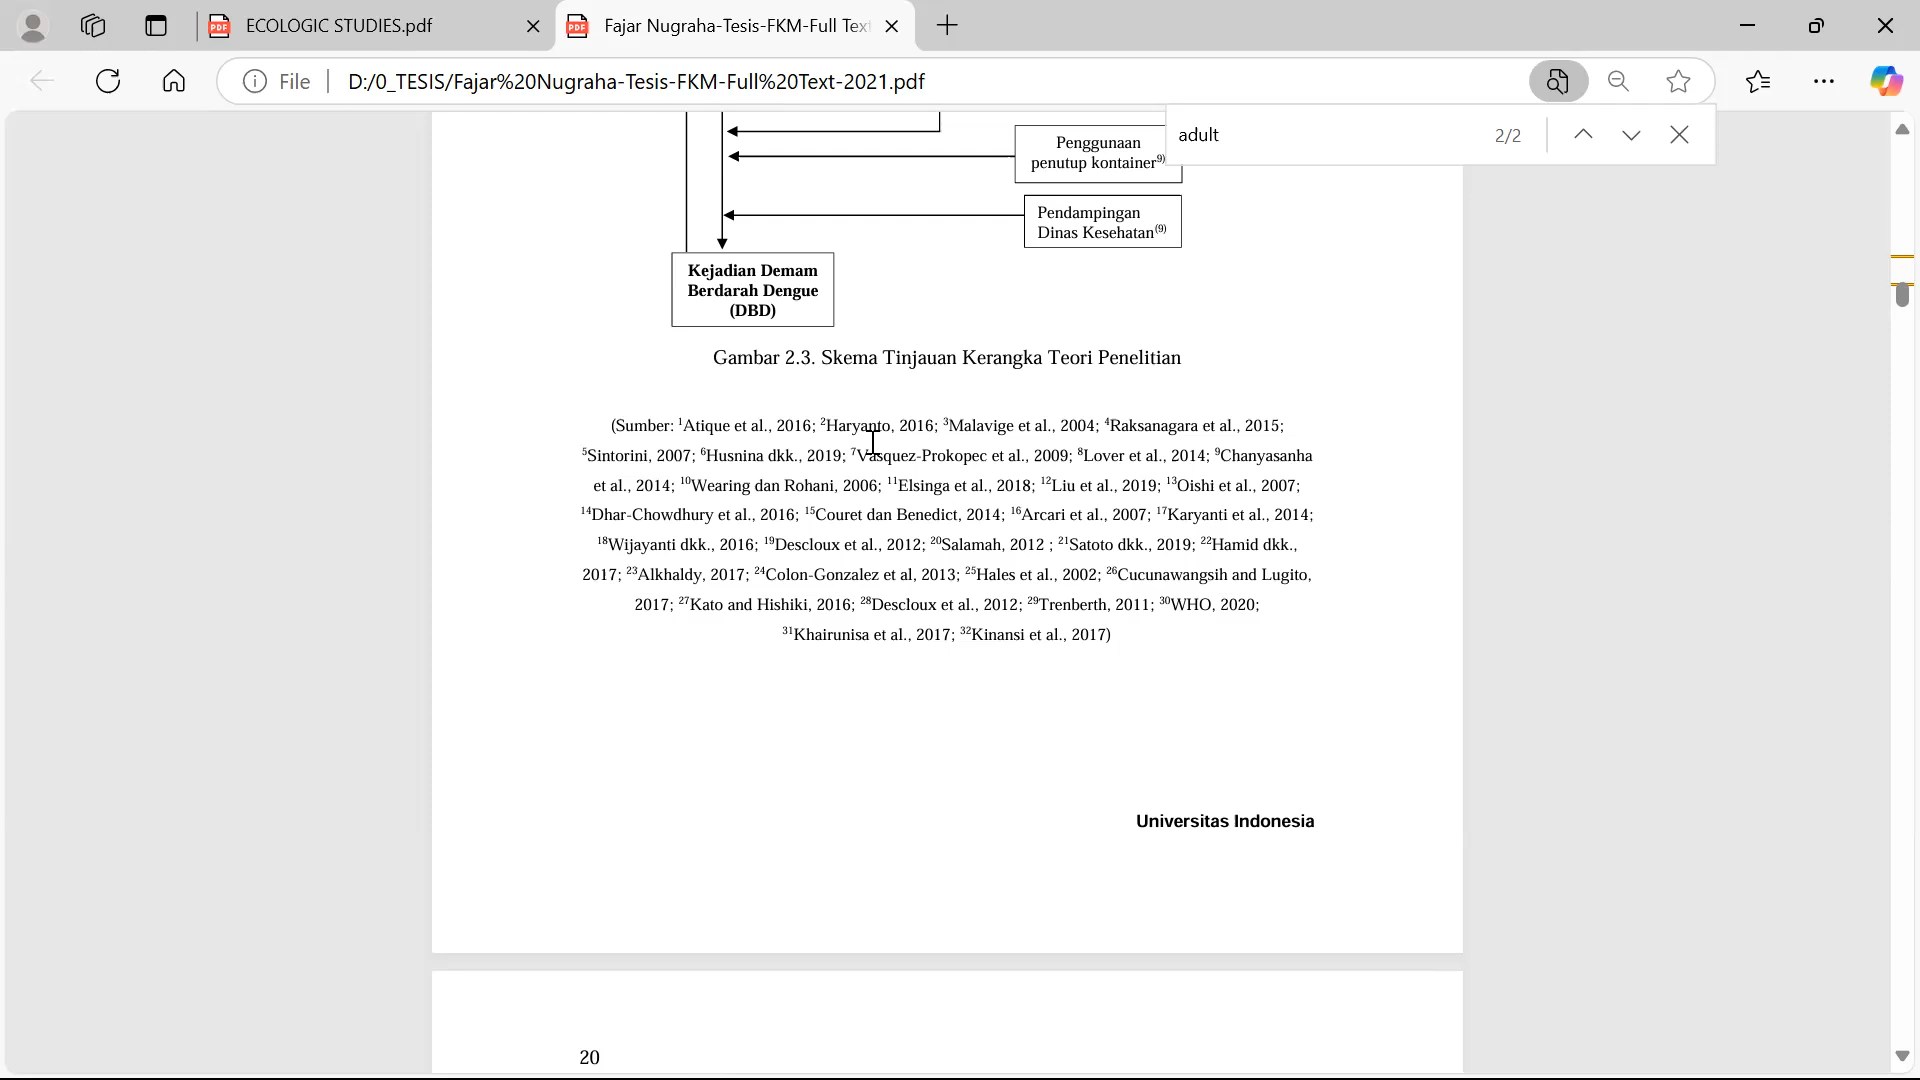 ECOLOGIC STUDIES.pdf
Fajar Nugraha-Tesis-FKM-Full Tex
File
D:/0_TESIS/Fajar%20Nugraha-Tesis-FKM-Full%20Text-2021.pdf
adult
2/2
Penggunaan
penutup kontainer⁹⁾
Pendampingan
Dinas Kesehatan⁽⁹⁾
Kejadian Demam
Berdarah Dengue
(DBD)
Gambar 2.3. Skema Tinjauan Kerangka Teori Penelitian
(Sumber: ¹Atique et al., 2016; ²Haryanto, 2016; ³Malavige et al., 2004; ⁴Raksanagara et al., 2015;
⁵Sintorini, 2007; ⁶Husnina dkk., 2019; ⁷Vasquez-Prokopec et al., 2009; ⁸Lover et al., 2014; ⁹Chanyasanha
et al., 2014; ¹⁰Wearing dan Rohani, 2006; ¹¹Elsinga et al., 2018; ¹²Liu et al., 2019; ¹³Oishi et al., 2007;
¹⁴Dhar-Chowdhury et al., 2016; ¹⁵Couret dan Benedict, 2014; ¹⁶Arcari et al., 2007; ¹⁷Karyanti et al., 2014;
¹⁸Wijayanti dkk., 2016; ¹⁹Descloux et al., 2012; ²⁰Salamah, 2012 ; ²¹Satoto dkk., 2019; ²²Hamid dkk.,
2017; ²³Alkhaldy, 2017; ²⁴Colon-Gonzalez et al, 2013; ²⁵Hales et al., 2002; ²⁶Cucunawangsih and Lugito,
2017; ²⁷Kato and Hishiki, 2016; ²⁸Descloux et al., 2012; ²⁹Trenberth, 2011; ³⁰WHO, 2020;
³¹Khairunisa et al., 2017; ³²Kinansi et al., 2017)
Universitas Indonesia
20